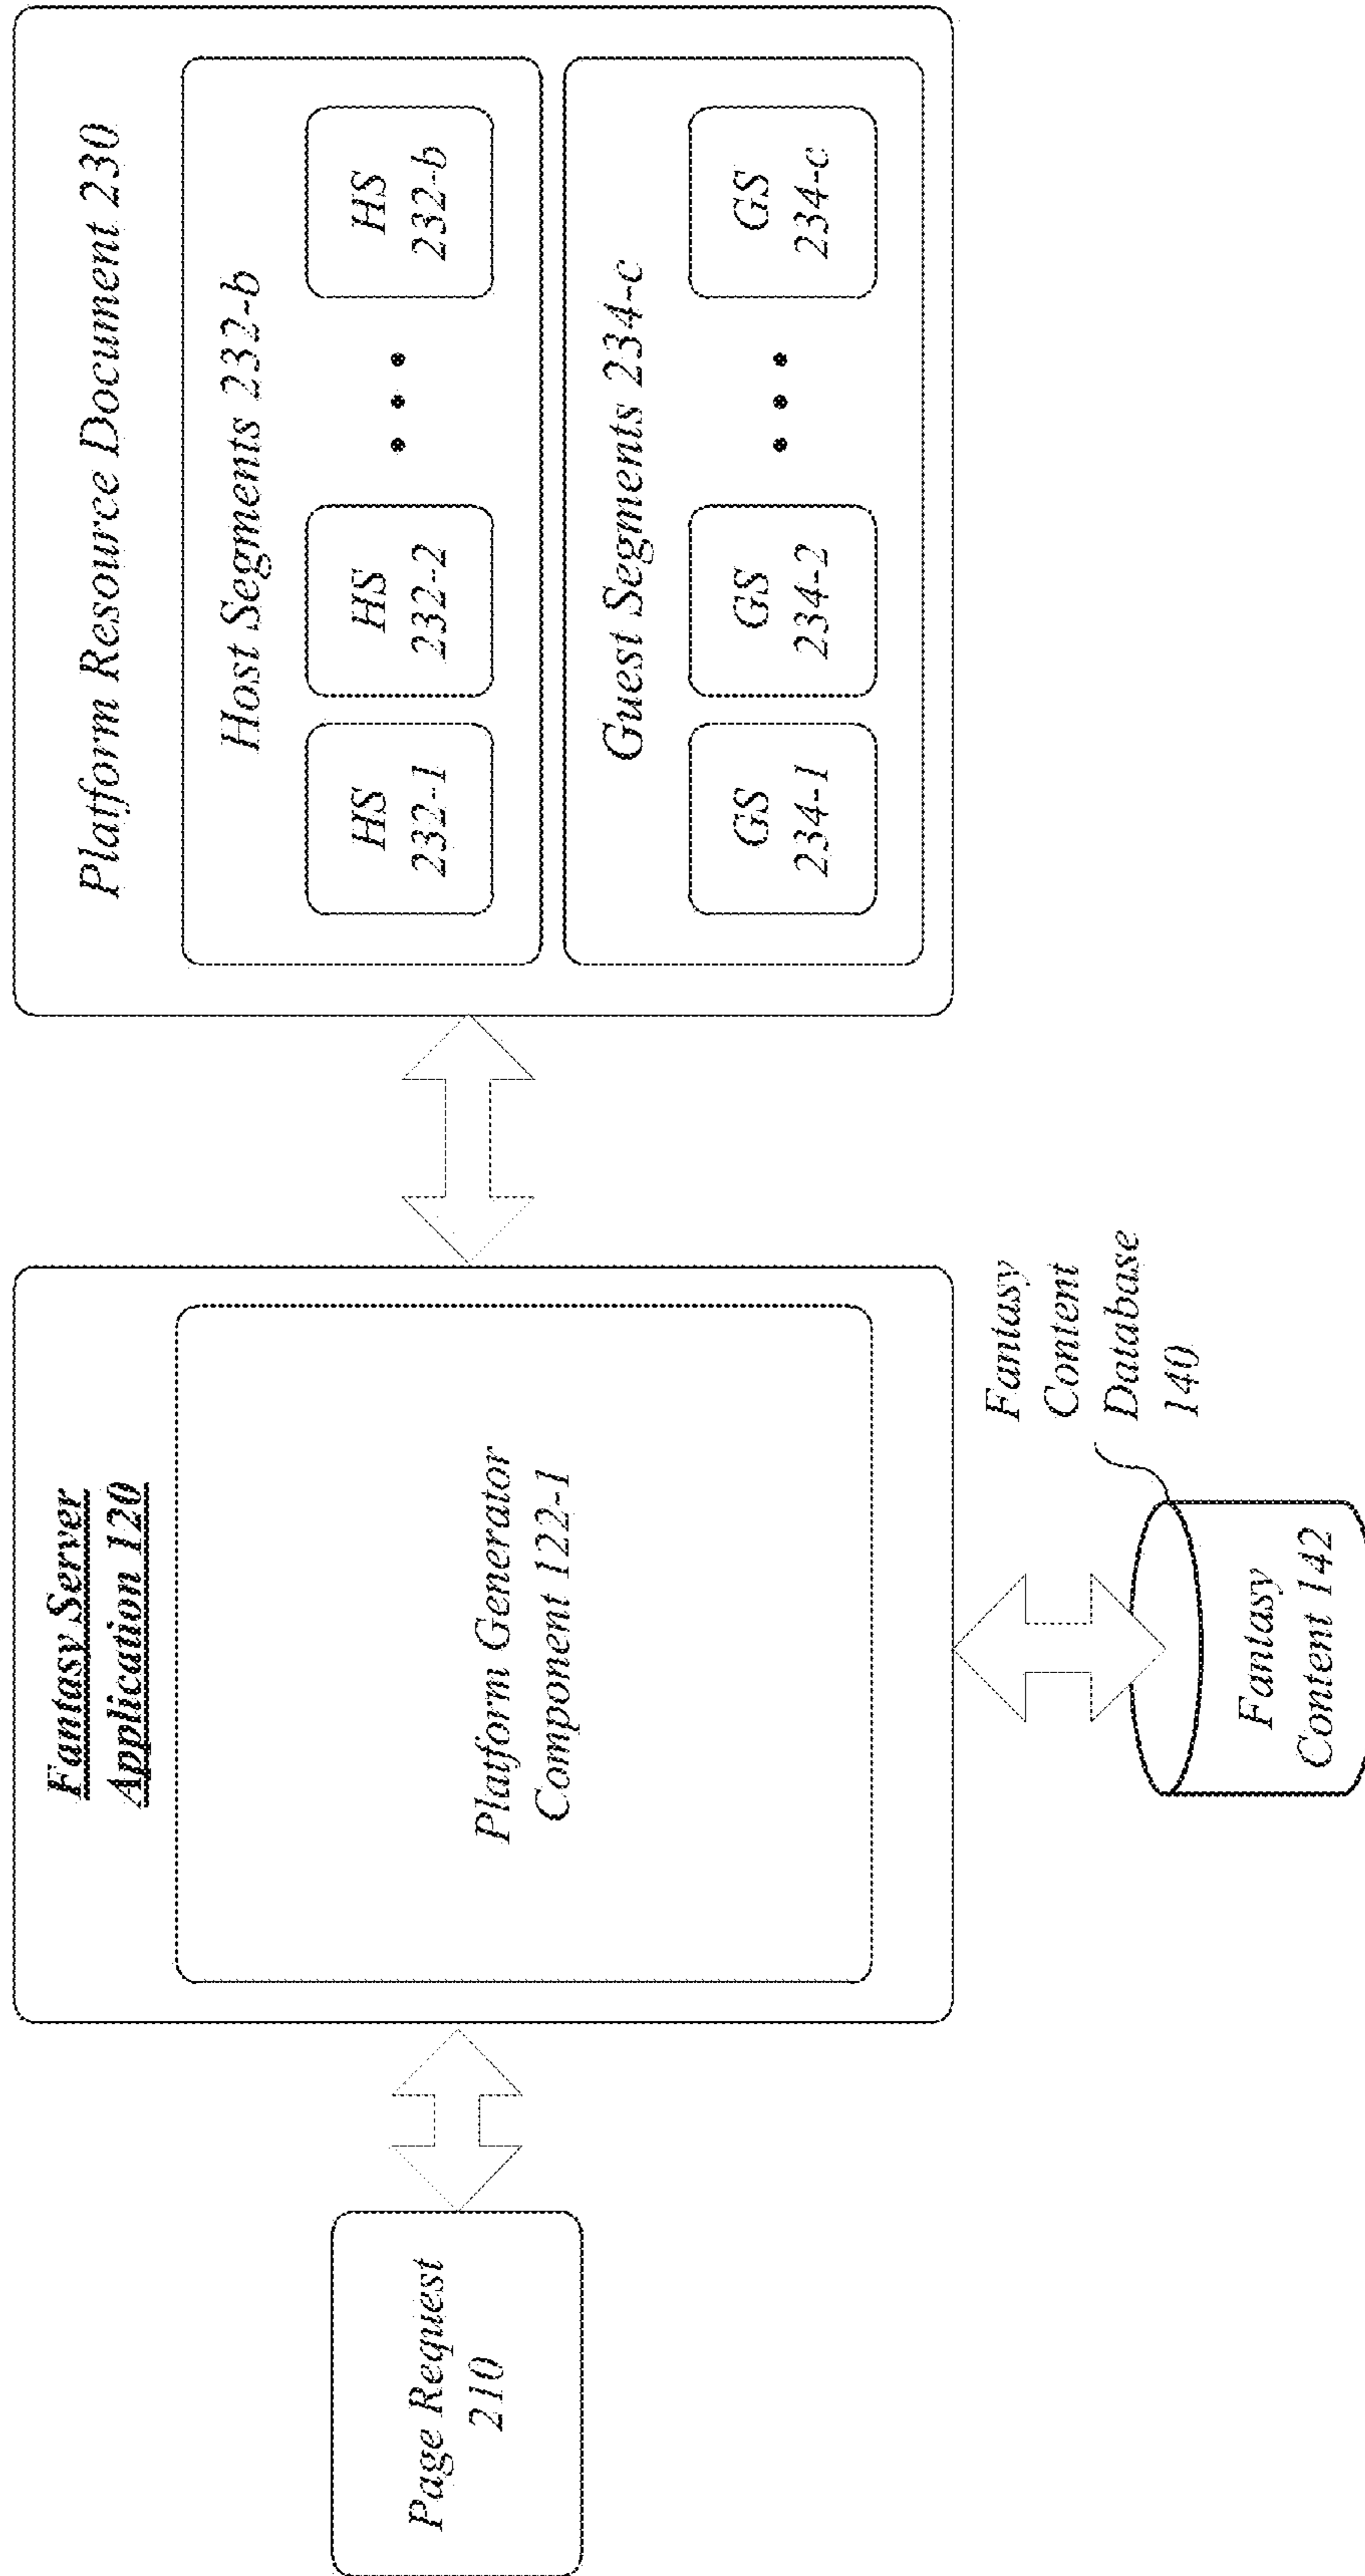 Page Request
210
Fantasy Server
Application 120
Platform Generator
Component 122-1
Fantasy
Content
Database
140
Fantasy
Content 142
Platform Resource Document 230
Host Segments 232-b
HS
232-1
HS
232-2
HS
232-b
Guest Segments 234-c
GS
234-1
GS
234-2
GS
234-c